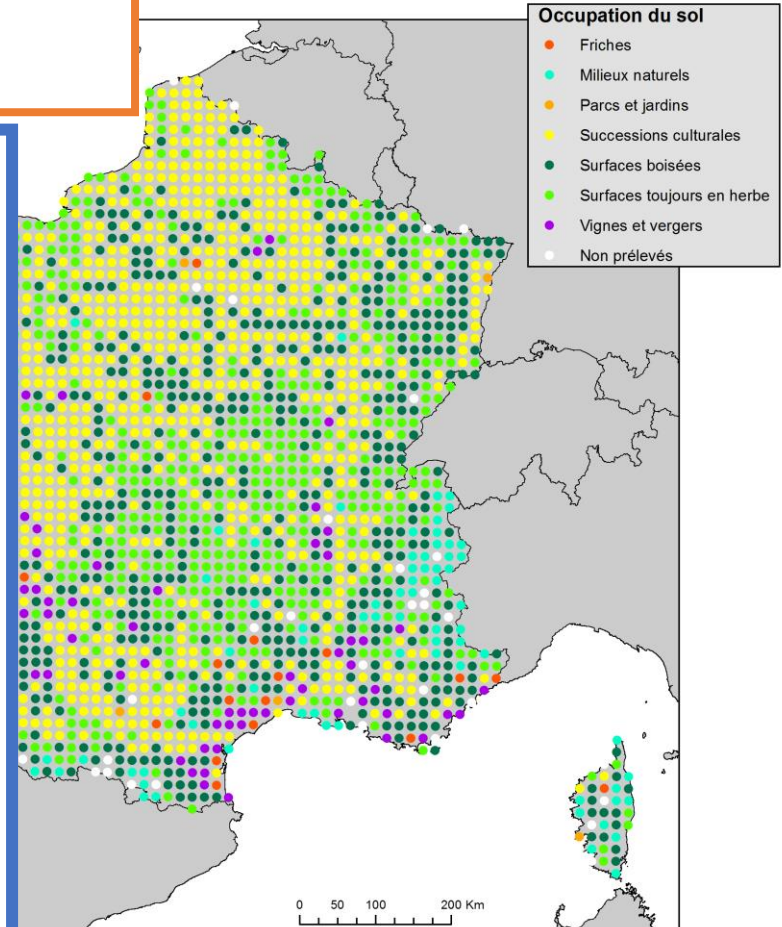 Occupation du sol
Friches
Milieux naturels
Parcs et jardins
Successions culturales
Surfaces boisées
Surfaces toujours en herbe
Vignes et vergers
Non prélevés
0 50 100 200 Km